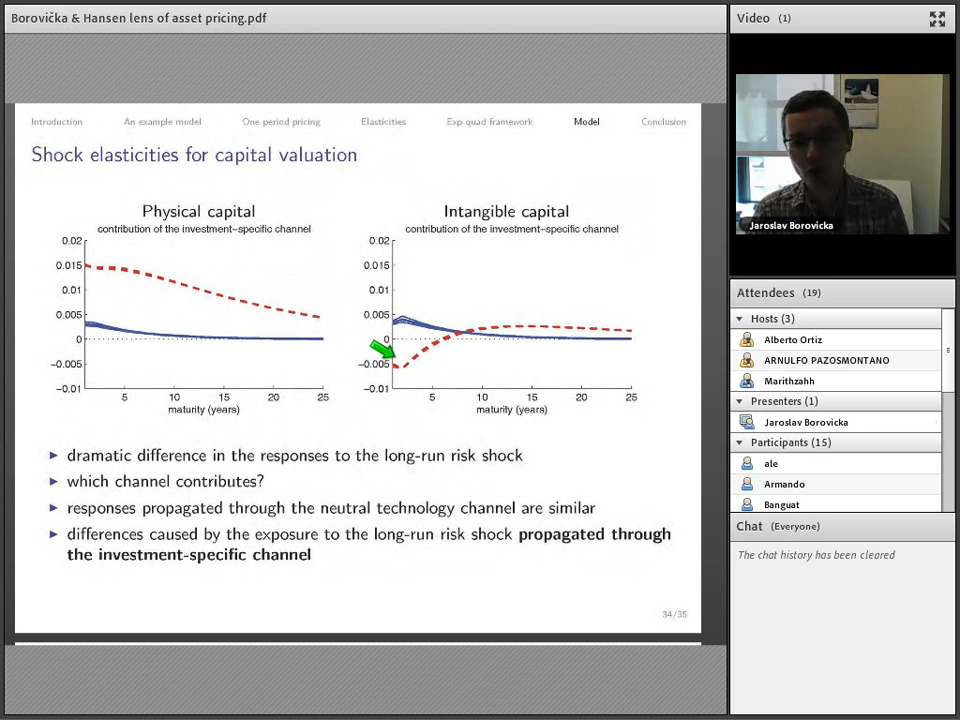 Borovička & Hansen lens of asset pricing.pdf
Introduction An example model One-period pricing Elasticities Exp-quad framework Model Conclusion
Shock elasticities for capital valuation
Physical capital
contribution of the investment–specific channel
0.02
0.015
0.01
0.005
0
−0.005
−0.01
5 10 15 20 25
maturity (years)
Intangible capital
contribution of the investment–specific channel
0.02
0.015
0.01
0.005
0
−0.005
−0.01
5 10 15 20 25
maturity (years)
dramatic difference in the responses to the long-run risk shock
which channel contributes?
responses propagated through the neutral technology channel are similar
differences caused by the exposure to the long-run risk shock propagated through
the investment-specific channel
34/35
Video (1)
Jaroslav Borovicka
Attendees (19)
Hosts (3)
Alberto Ortiz
ARNULFO PAZOSMONTANO
Marithzahh
Presenters (1)
Jaroslav Borovicka
Participants (15)
ale
Armando
Banguat
Chat (Everyone)
The chat history has been cleared